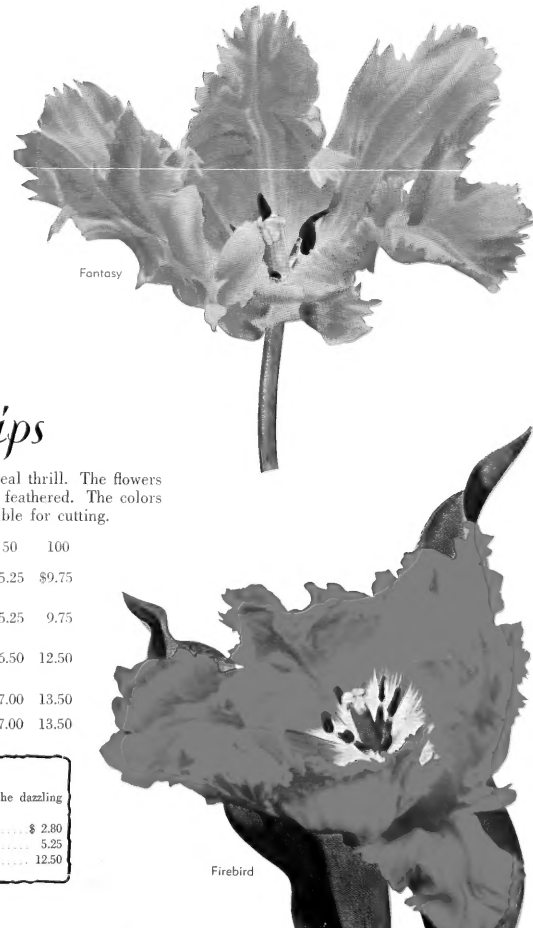 Fantasy
ips
eal thrill. The flowers
feathered. The colors
ble for cutting.
50 100
5.25 $9.75
5.25 9.75
6.50 12.50
7.00 13.50
7.00 13.50
he dazzling
..... $ 2.80
..... 5.25
..... 12.50
Firebird